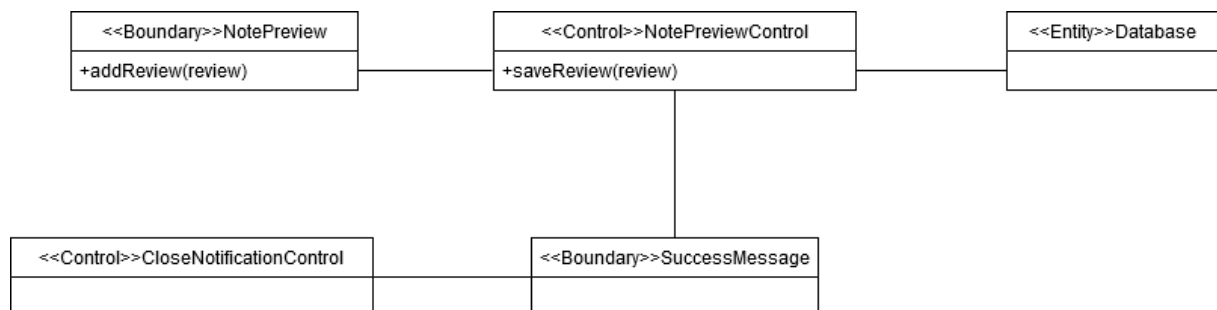 <<Boundary>>NotePreview
+addReview(review)
<<Control>>NotePreviewControl
+saveReview(review)
<<Entity>>Database
<<Control>>CloseNotificationControl
<<Boundary>>SuccessMessage